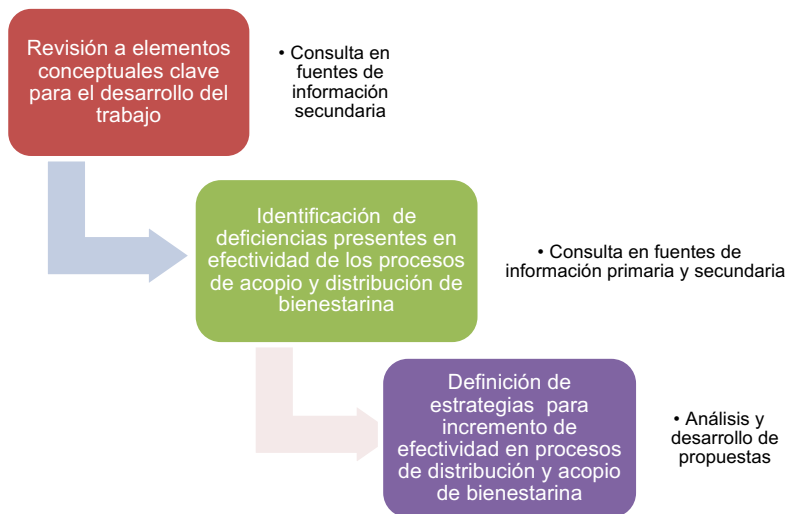 Revisión a elementos
conceptuales clave
para el desarrollo del
trabajo
• Consulta en
fuentes de
información
secundaria
Identificación de
deficiencias presentes en
efectividad de los procesos
de acopio y distribución de
bienestarina
• Consulta en fuentes de
información primaria y secundaria
Definición de
estrategias para
incremento de
efectividad en procesos
de distribución y acopio
de bienestarina
• Análisis y
desarrollo de
propuestas